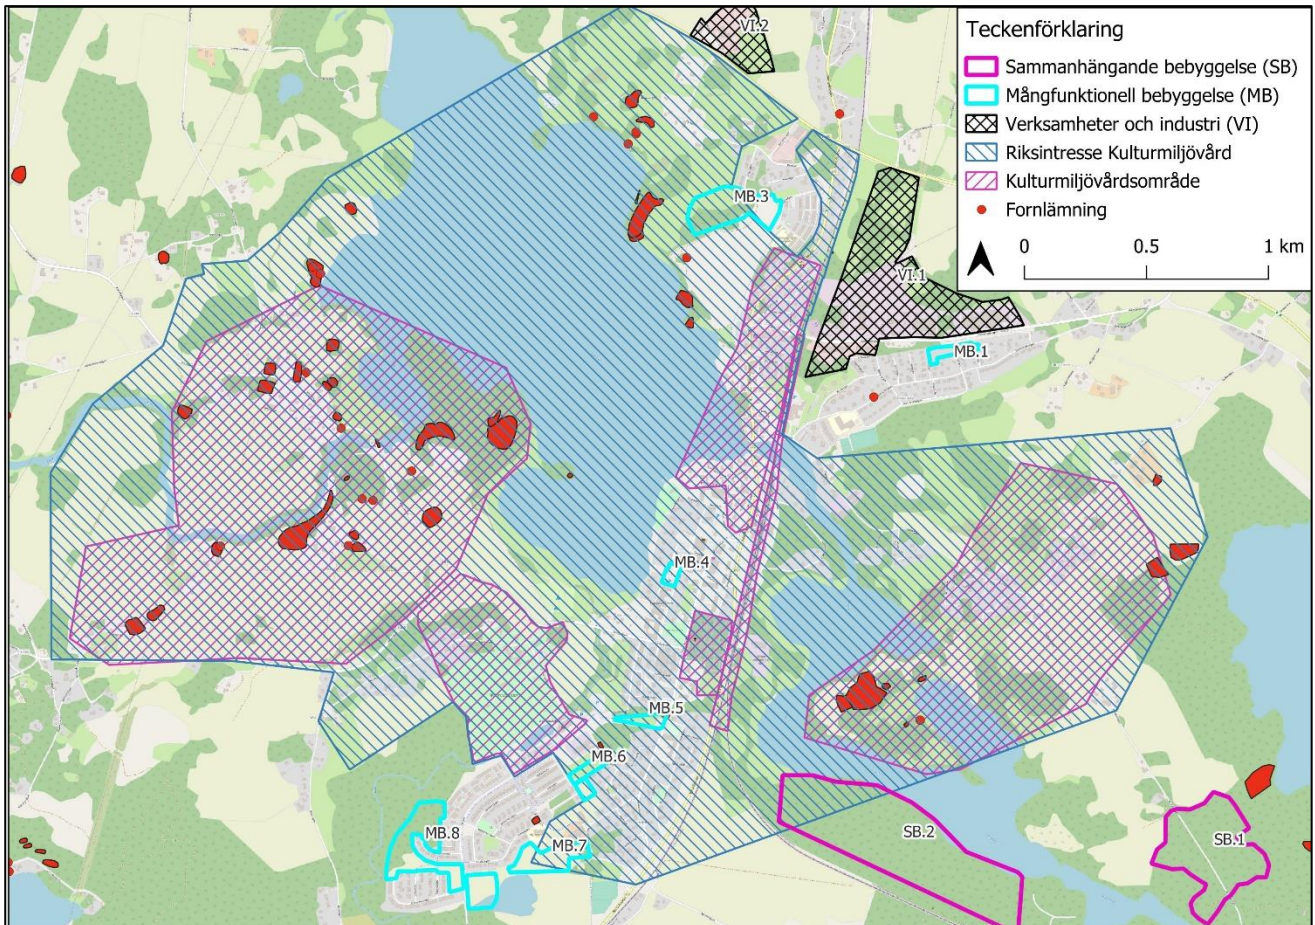 VI.2
Teckenförklaring
Sammanhängande bebyggelse (SB)
Mångfunktionell bebyggelse (MB)
Verksamheter och industri (VI)
Riksintresse Kulturmiljövård
Kulturmiljövårdsområde
Fornlämning
0 0.5 1 km
MB.3
VI.1
MB.1
MB.4
MB.5
MB.6
MB.8
MB.7
SB.2
SB.1